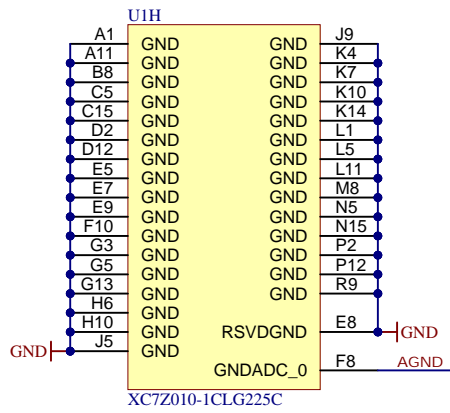 U1H
A1 GND GND J9
A11 GND GND K4
B8 GND GND K7
C5 GND GND K10
C15 GND GND K14
D2 GND GND L1
D12 GND GND L5
E5 GND GND L11
E7 GND GND M8
E9 GND GND N5
F10 GND GND N15
G3 GND GND P2
G5 GND GND P12
G13 GND GND R9
H6 GND
H10 GND RSVDGND E8 GND
GND J5 GND
GNDADC_0 F8 AGND
XC7Z010-1CLG225C